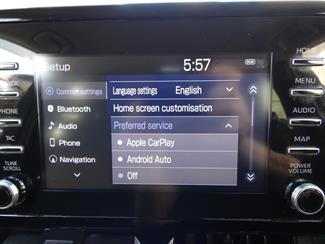 Setup
5:57
Common settings
Language settings English
Bluetooth
Home screen customisation
Audio
Preferred service
Phone
Apple CarPlay
Navigation
Android Auto
Off
PHONE
TUNE
SCROLL
HOME
MENU
AUDIO
MAP
POWER
VOLUME